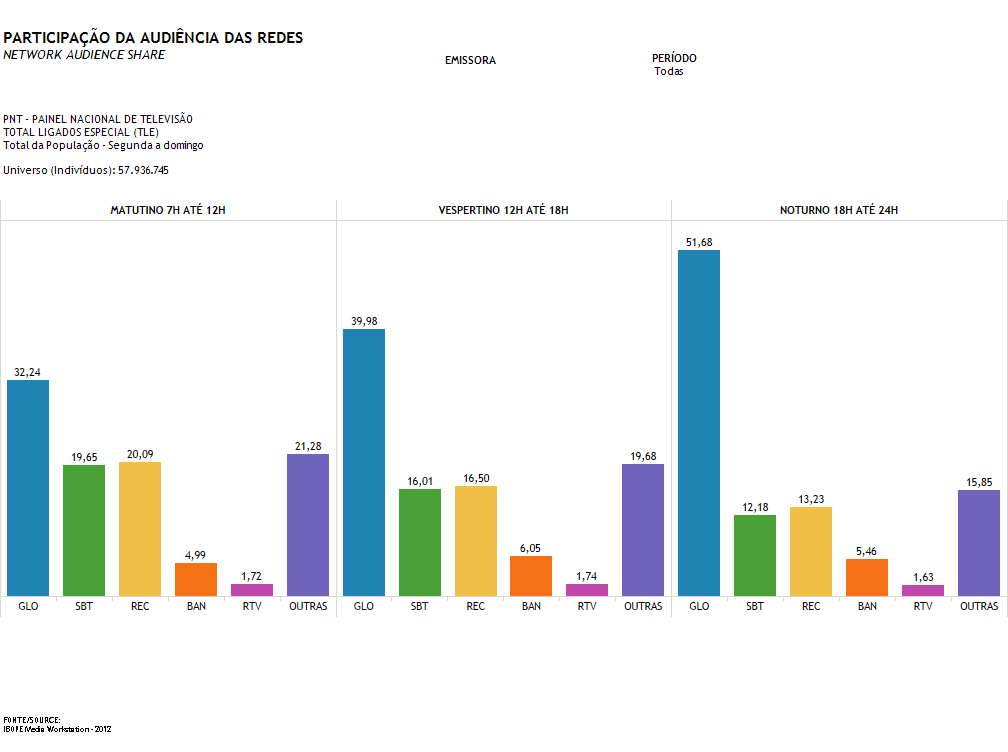 PARTICIPAÇÃO DA AUDIÊNCIA DAS REDES
NETWORK AUDIENCE SHARE
EMISSORA
PERÍODO
Todas
PNT - PAINEL NACIONAL DE TELEVISÃO
TOTAL LIGADOS ESPECIAL (TLE)
Total da População - Segunda a domingo
Universo (Indivíduos): 57.936.745
MATUTINO 7H ATÉ 12H
32,24
19,65
20,09
4,99
1,72
21,28
GLO SBT REC BAN RTV OUTRAS
VESPERTINO 12H ATÉ 18H
39,98
16,01
16,50
6,05
1,74
19,68
GLO SBT REC BAN RTV OUTRAS
NOTURNO 18H ATÉ 24H
51,68
12,18
13,23
5,46
1,63
15,85
GLO SBT REC BAN RTV OUTRAS
FONTE/SOURCE:
IBOPE Media Workstation - 2012